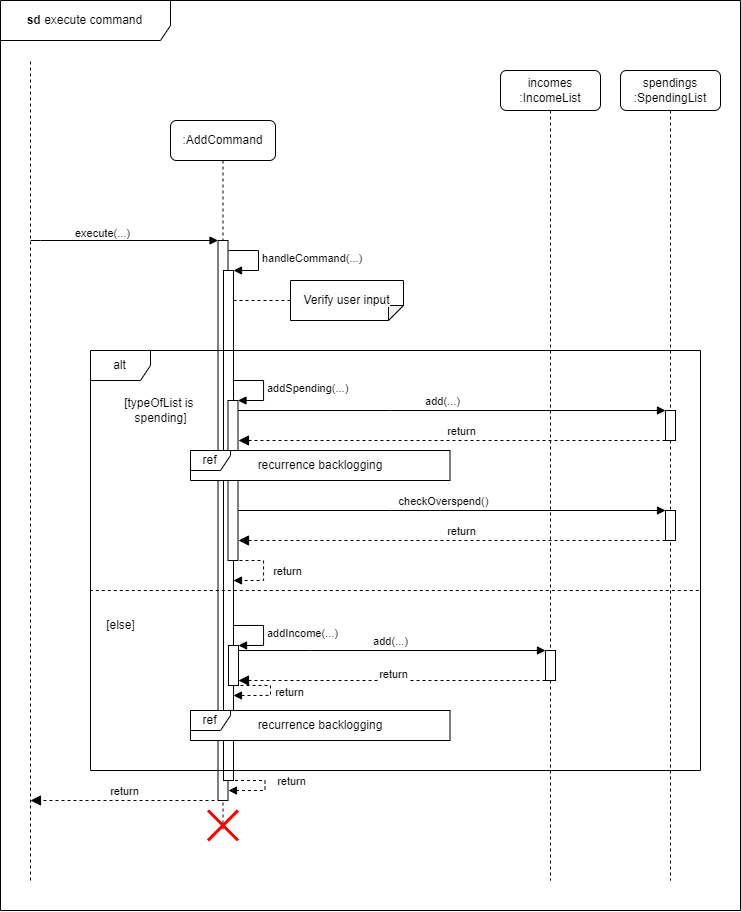 sd execute command
incomes
:IncomeList
spendings
:SpendingList
:AddCommand
execute(...)
handleCommand(...)
Verify user input
alt
addSpending(...)
[typeOfList is
spending]
add(...)
return
ref
recurrence backlogging
checkOverspend()
return
return
[else]
addIncome(...)
add(...)
return
return
ref
recurrence backlogging
return
return